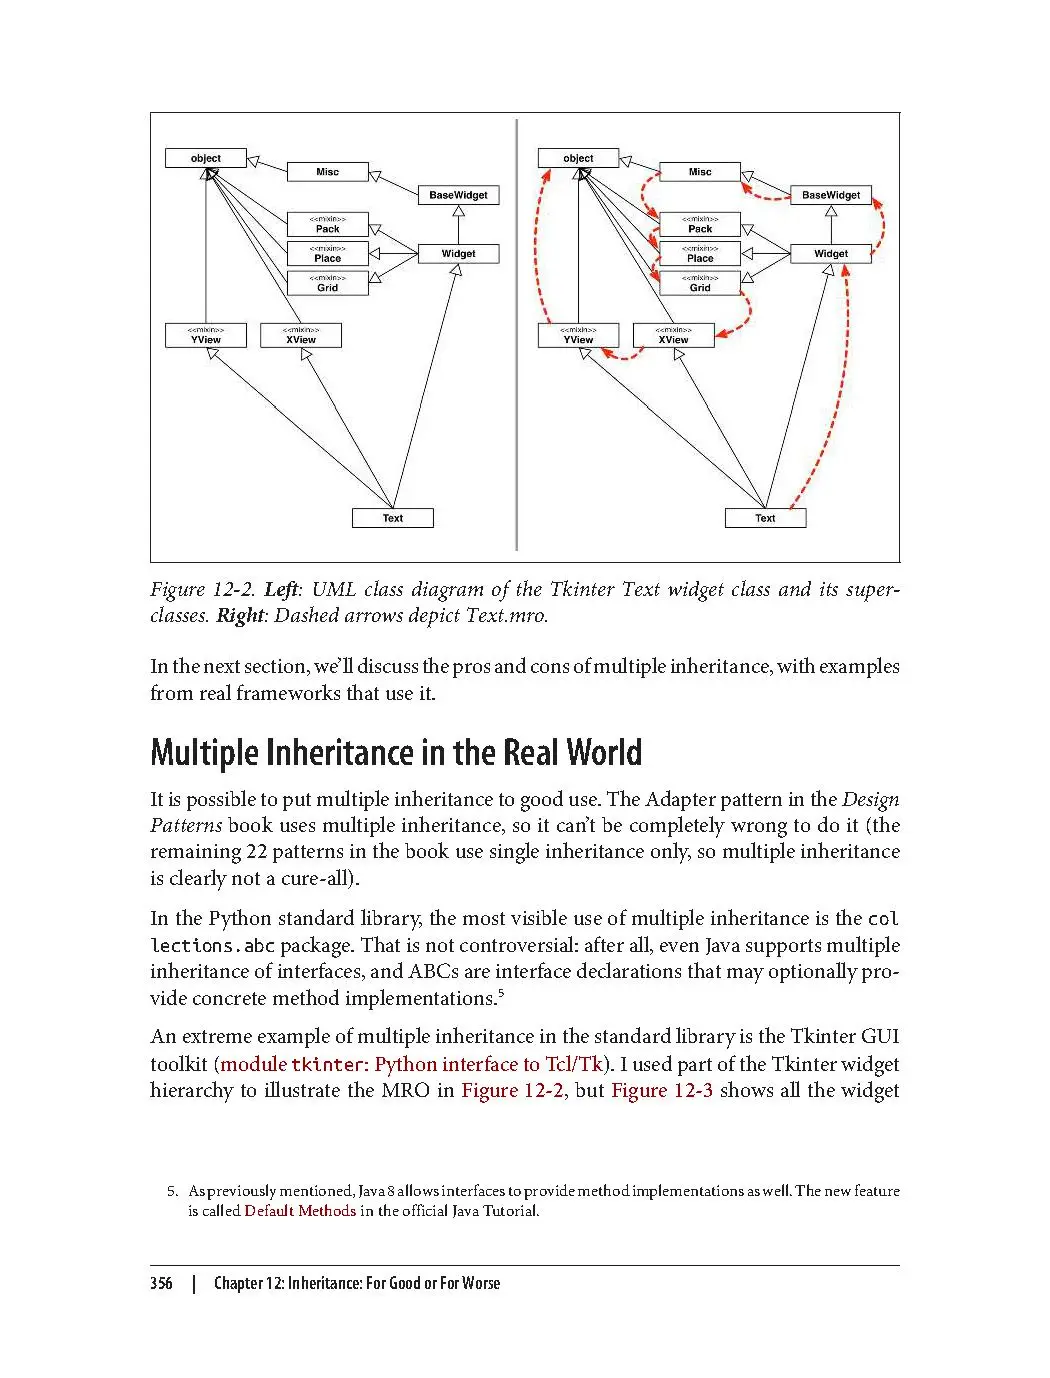 object
Misc
BaseWidget
<<mixin>>
Pack
<<mixin>>
Place
Widget
<<mixin>>
Grid
<<mixin>>
YView
<<mixin>>
XView
Text
object
Misc
BaseWidget
<<mixin>>
Pack
<<mixin>>
Place
Widget
<<mixin>>
Grid
<<mixin>>
YView
<<mixin>>
XView
Text
Figure 12-2. Left: UML class diagram of the Tkinter Text widget class and its super-
classes. Right: Dashed arrows depict Text.mro.
In the next section, we’ll discuss the pros and cons of multiple inheritance, with examples
from real frameworks that use it.
Multiple Inheritance in the Real World
It is possible to put multiple inheritance to good use. The Adapter pattern in the Design
Patterns book uses multiple inheritance, so it can’t be completely wrong to do it (the
remaining 22 patterns in the book use single inheritance only, so multiple inheritance
is clearly not a cure-all).
In the Python standard library, the most visible use of multiple inheritance is the col
lections.abc package. That is not controversial: after all, even Java supports multiple
inheritance of interfaces, and ABCs are interface declarations that may optionally pro-
vide concrete method implementations.5
An extreme example of multiple inheritance in the standard library is the Tkinter GUI
toolkit (module tkinter: Python interface to Tcl/Tk). I used part of the Tkinter widget
hierarchy to illustrate the MRO in Figure 12-2, but Figure 12-3 shows all the widget
5. As previously mentioned, Java 8 allows interfaces to provide method implementations as well. The new feature
is called Default Methods in the official Java Tutorial.
356 | Chapter 12: Inheritance: For Good or For Worse